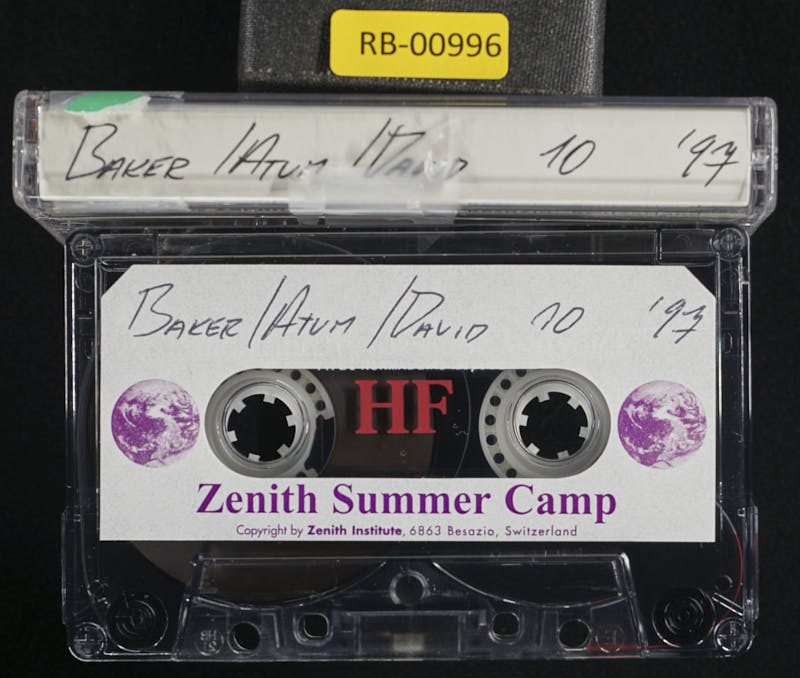 RB-00996
BAKER / ATUM / DAVID 10 '97
BAKER / ATUM / DAVID 10 '97
HF
Zenith Summer Camp
Copyright by Zenith Institute, 6863 Besazio, Switzerland